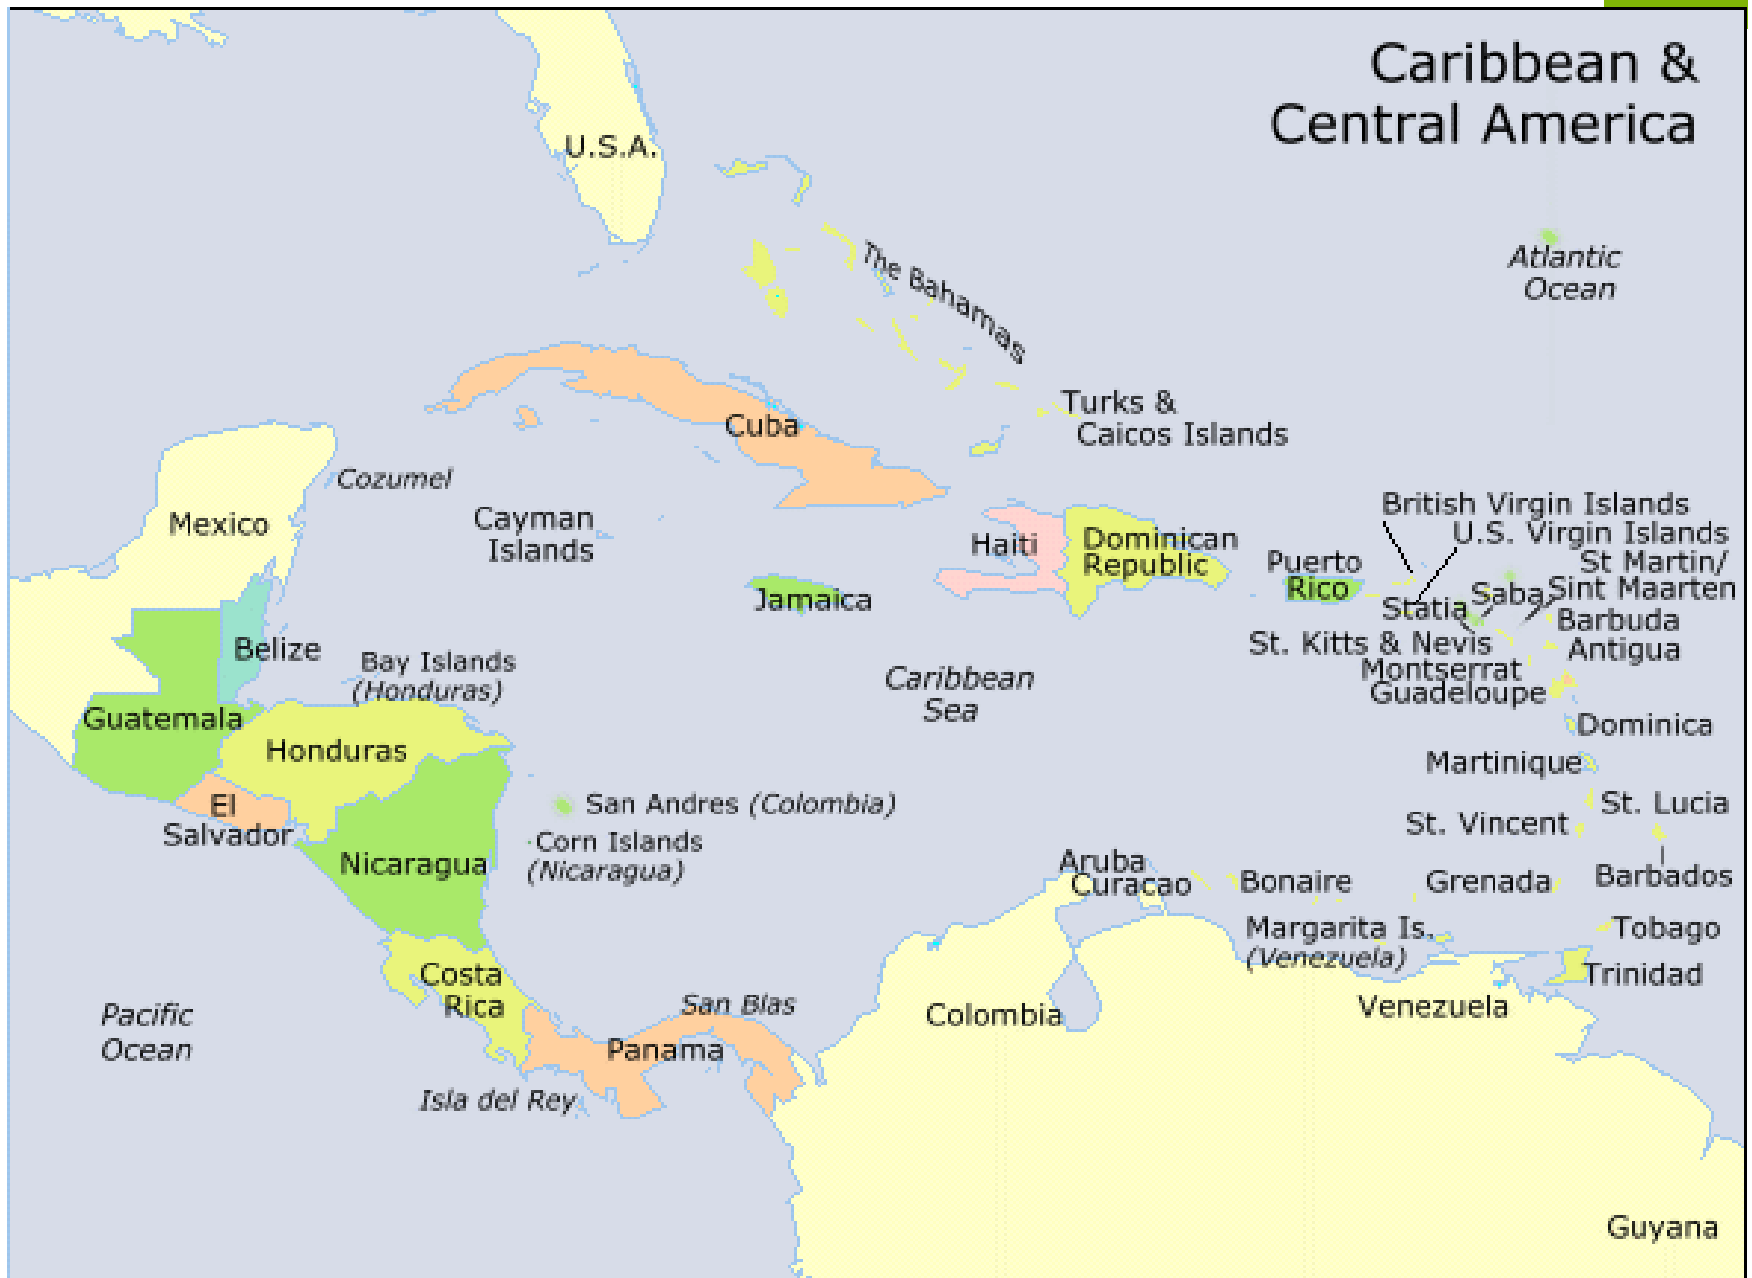 Caribbean &
Central America
U.S.A.
Atlantic
Ocean
The Bahamas
Turks &
Caicos Islands
Cuba
Cozumel
Mexico
Cayman
Islands
Haiti
Dominican
Republic
Jamaica
Puerto
Rico
British Virgin Islands
U.S. Virgin Islands
St Martin/
Sint Maarten
Saba
Statia
Barbuda
St. Kitts & Nevis
Antigua
Montserrat
Guadeloupe
Belize
Bay Islands
(Honduras)
Caribbean
Sea
Guatemala
Honduras
Dominica
Martinique
El
Salvador
San Andres (Colombia)
St. Lucia
St. Vincent
Corn Islands
(Nicaragua)
Nicaragua
Aruba
Curacao
Bonaire
Grenada
Barbados
Margarita Is.
(Venezuela)
Tobago
Trinidad
Costa
Rica
San Blas
Colombia
Venezuela
Pacific
Ocean
Panama
Isla del Rey
Guyana